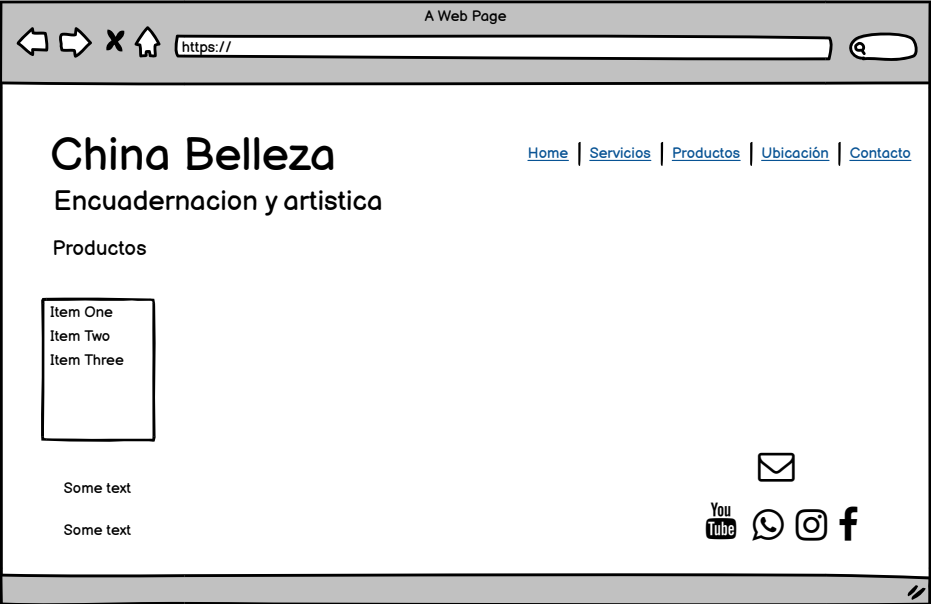 A Web Page
https://
China Belleza
Home | Servicios | Productos | Ubicación | Contacto
Encuadernacion y artistica
Productos
Item One
Item Two
Item Three
Some text
Some text
You
Tube